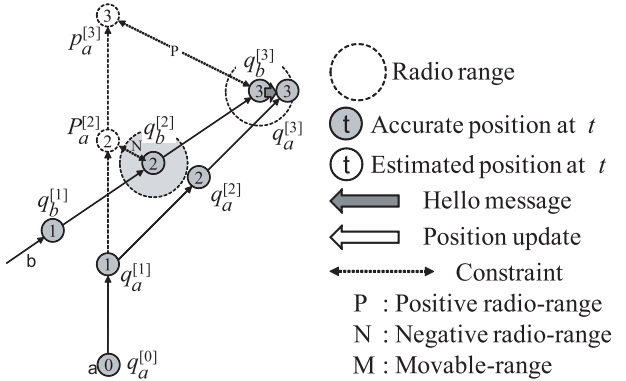 3
p_a^[3]
P
q_b^[3]
3
3
q_a^[3]
P_a^[2]
2
N
q_b^[2]
2
2
q_a^[2]
q_b^[1]
1
b
1
q_a^[1]
a
0
q_a^[0]
Radio range
t Accurate position at t
t Estimated position at t
Hello message
Position update
Constraint
P : Positive radio-range
N : Negative radio-range
M : Movable-range